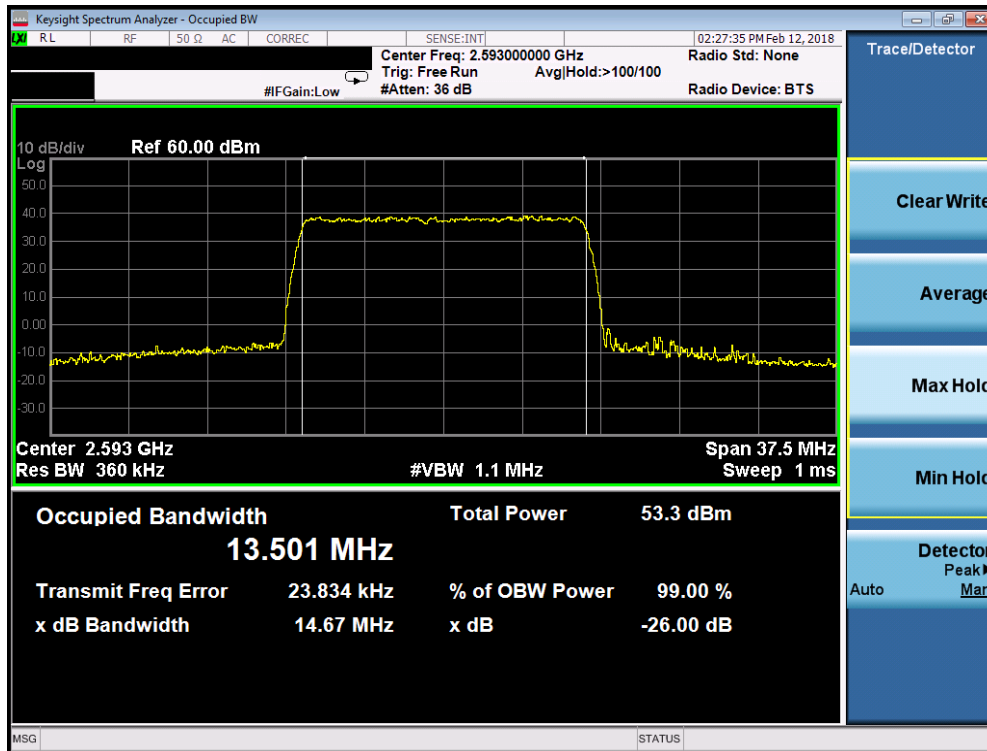 Keysight Spectrum Analyzer - Occupied BW
LXI RL RF 50 Ω AC CORREC SENSE:INT 02:27:35 PM Feb 12, 2018
Center Freq: 2.593000000 GHz Radio Std: None
Trig: Free Run Avg|Hold:>100/100
#IFGain:Low #Atten: 36 dB Radio Device: BTS
10 dB/div Ref 60.00 dBm
Log
50.0
40.0
30.0
20.0
10.0
0.00
-10.0
-20.0
-30.0
Center 2.593 GHz Span 37.5 MHz
Res BW 360 kHz #VBW 1.1 MHz Sweep 1 ms
Occupied Bandwidth Total Power 53.3 dBm
13.501 MHz
Transmit Freq Error 23.834 kHz % of OBW Power 99.00 %
x dB Bandwidth 14.67 MHz x dB -26.00 dB
MSG STATUS
Trace/Detector
Clear Write
Average
Max Hold
Min Hold
Detector
Peak
Auto Man